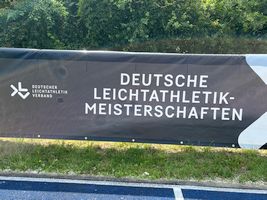 DEUTSCHER
LEICHTATHLETIK
VERBAND
DEUTSCHE
LEICHTATHLETIK-
MEISTERSCHAFTEN